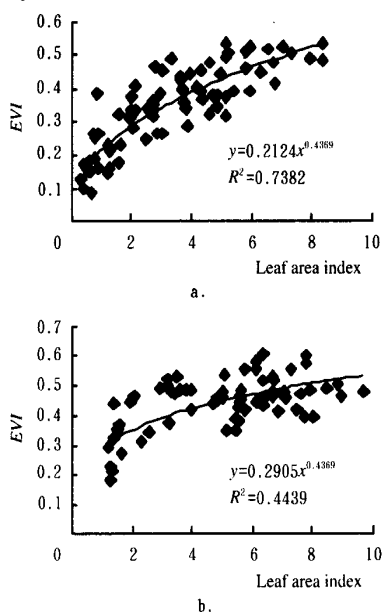 0.6
0.5
0.4
0.3
0.2
0.1
EVI
y=0.2124x^0.4369
R²=0.7382
0 2 4 6 8 10
Leaf area index
a.
0.7
0.6
0.5
0.4
0.3
0.2
0.1
EVI
y=0.2905x^0.4369
R²=0.4439
0 2 4 6 8 10
Leaf area index
b.